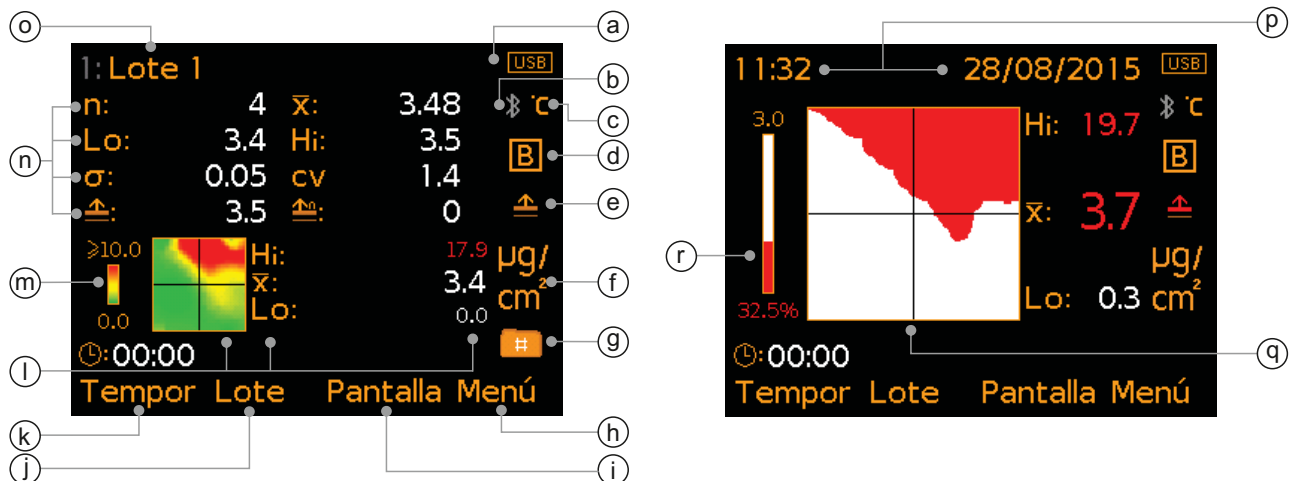 o
a
1: Lote 1
USB
b
n: 4 x̄: 3.48
℃
c
Lo: 3.4 Hi: 3.5
n
B
d
σ: 0.05 cv 1.4
e
: 3.5 : 0
⩾10.0
Hi: 17.9
µg/
cm²
f
m
x̄: 3.4
0.0
Lo: 0.0
#
g
:00:00
l
Tempor Lote Pantalla Menú
k
h
j
i
p
11:32 28/08/2015 USB
3.0
Hi: 19.7
℃
B
x̄: 3.7
r
µg/
cm²
32.5%
Lo: 0.3
:00:00
q
Tempor Lote Pantalla Menú